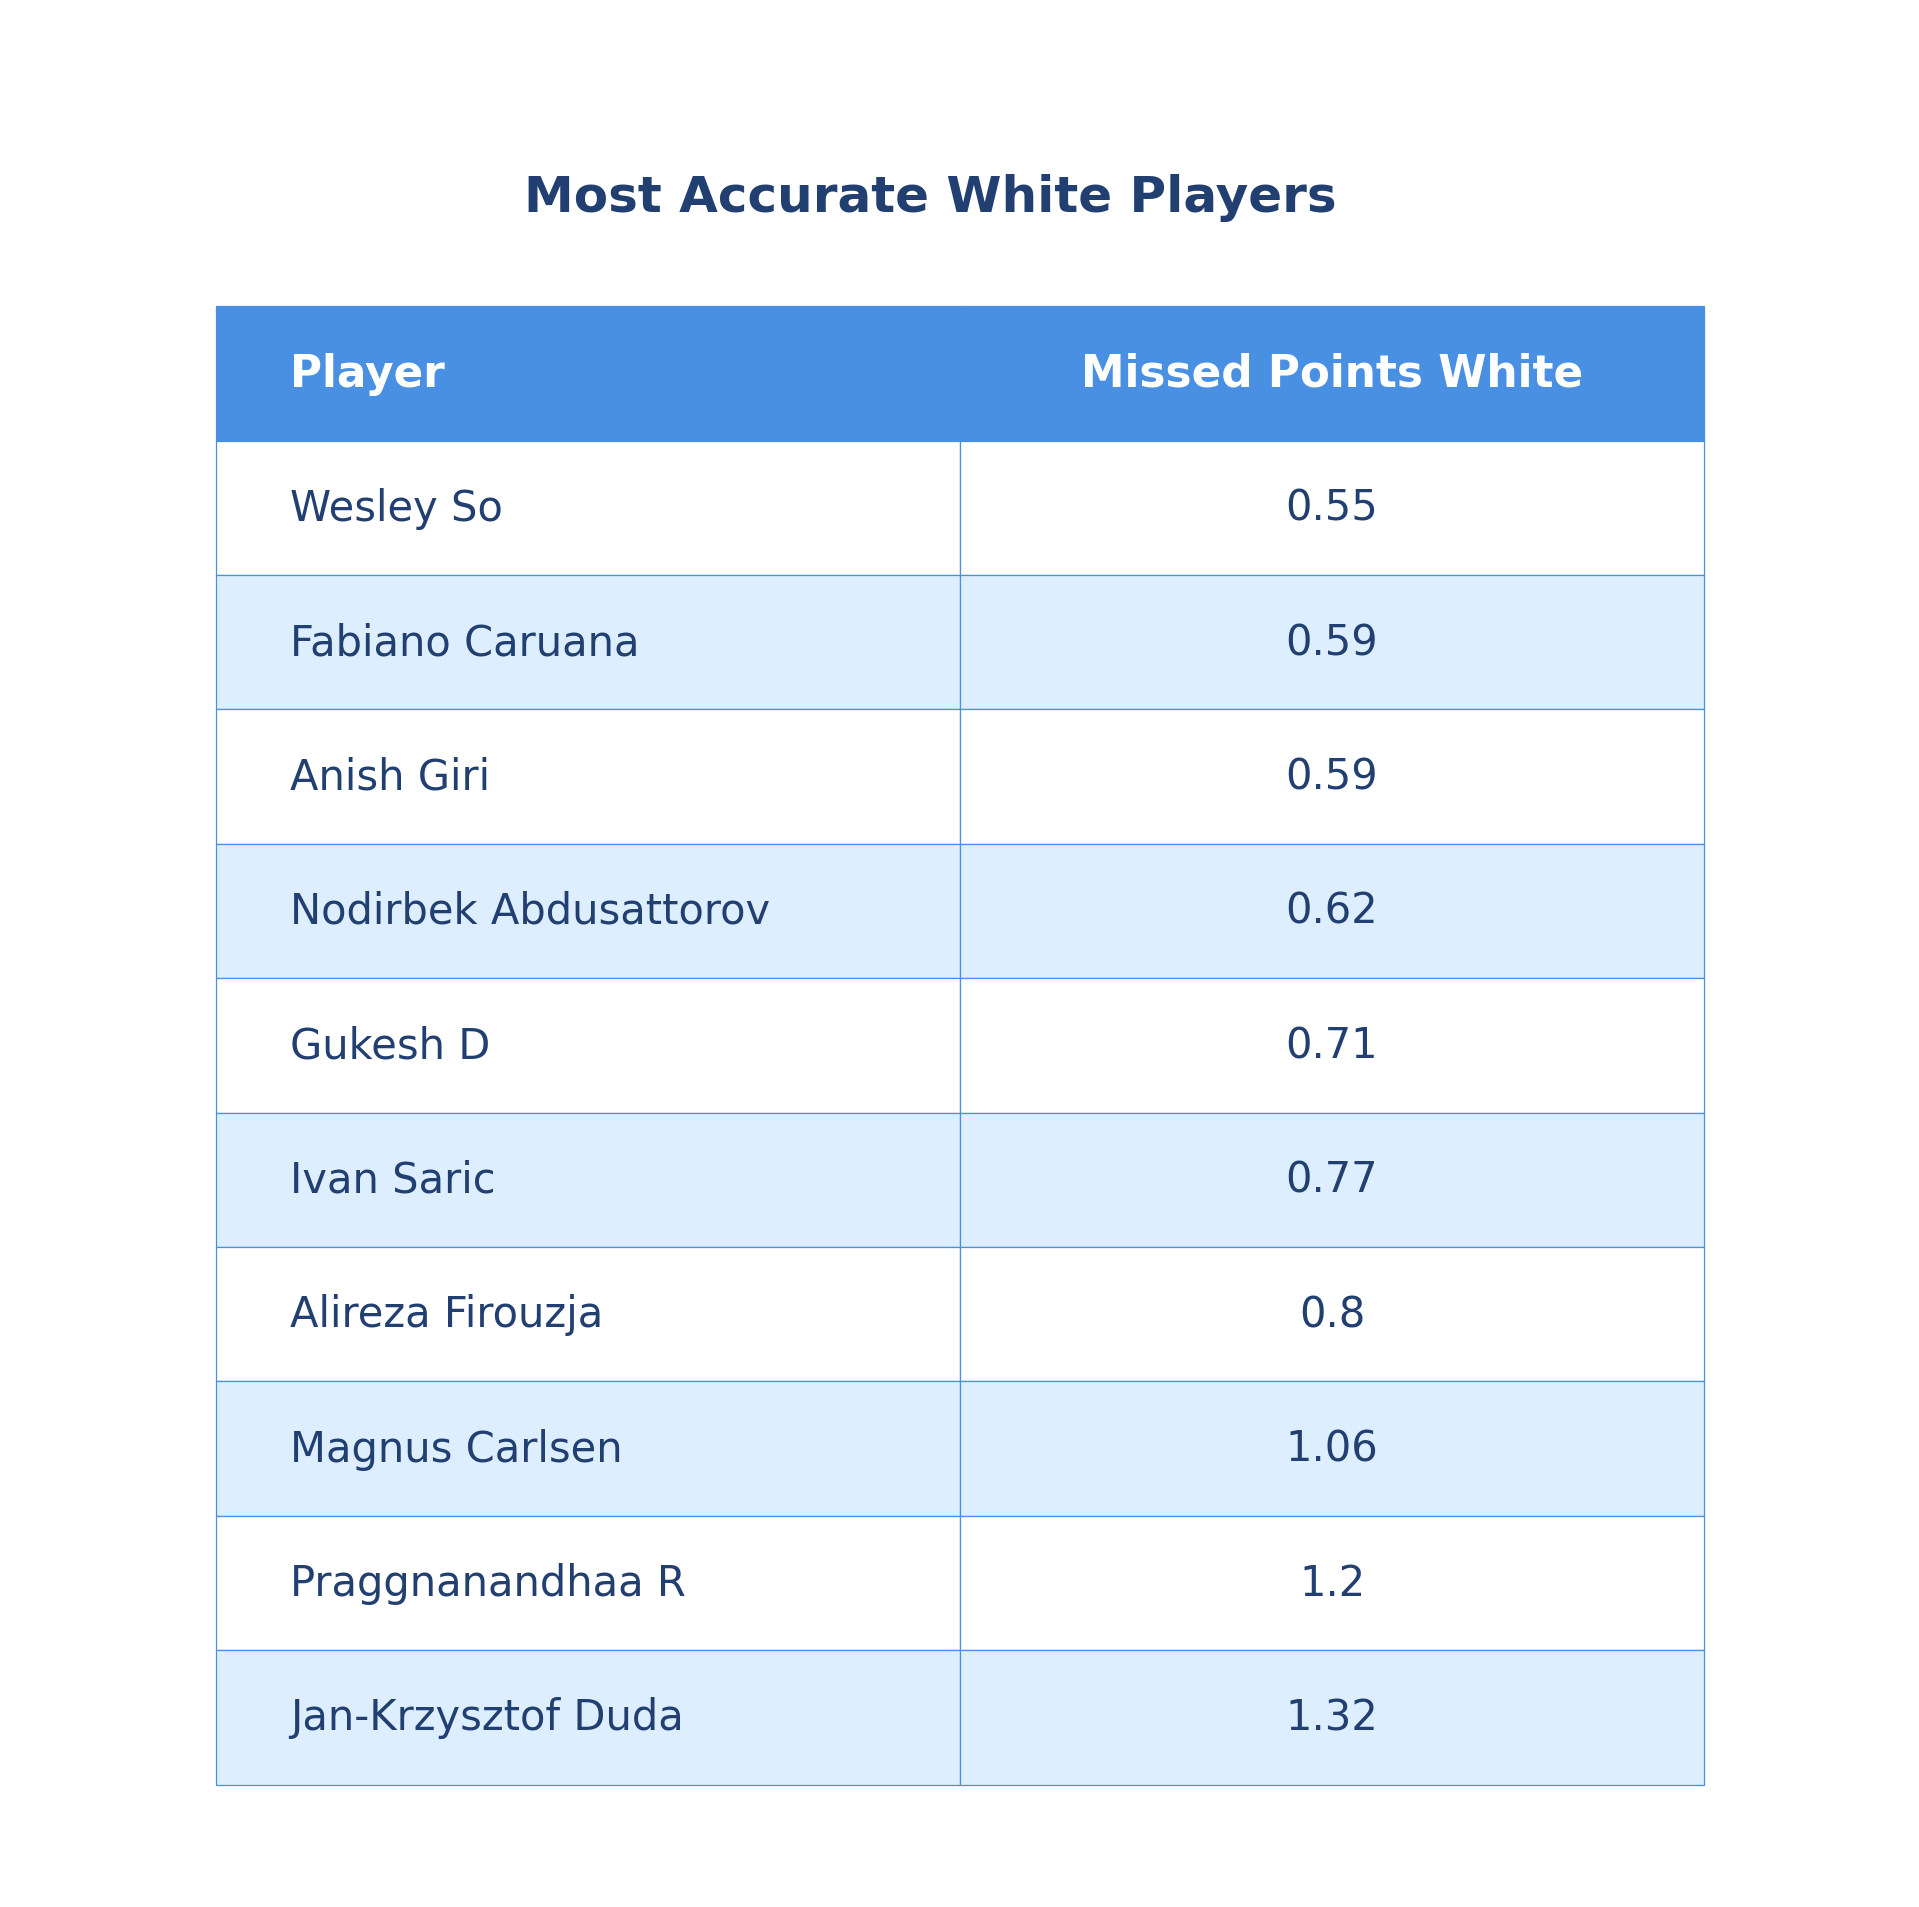 Most Accurate White Players
Player Missed Points White
Wesley So 0.55
Fabiano Caruana 0.59
Anish Giri 0.59
Nodirbek Abdusattorov 0.62
Gukesh D 0.71
Ivan Saric 0.77
Alireza Firouzja 0.8
Magnus Carlsen 1.06
Praggnanandhaa R 1.2
Jan-Krzysztof Duda 1.32